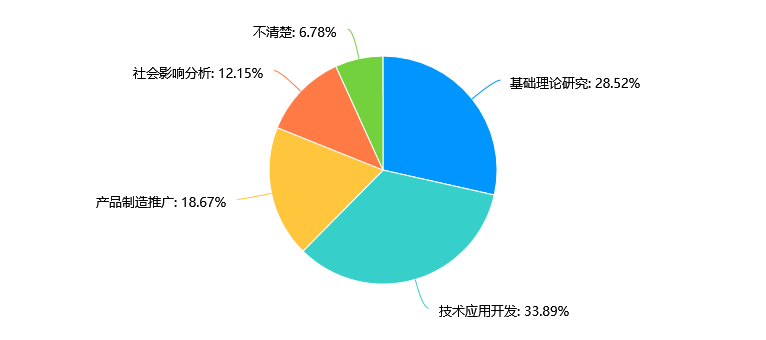 不清楚: 6.78%
社会影响分析: 12.15%
基础理论研究: 28.52%
产品制造推广: 18.67%
技术应用开发: 33.89%